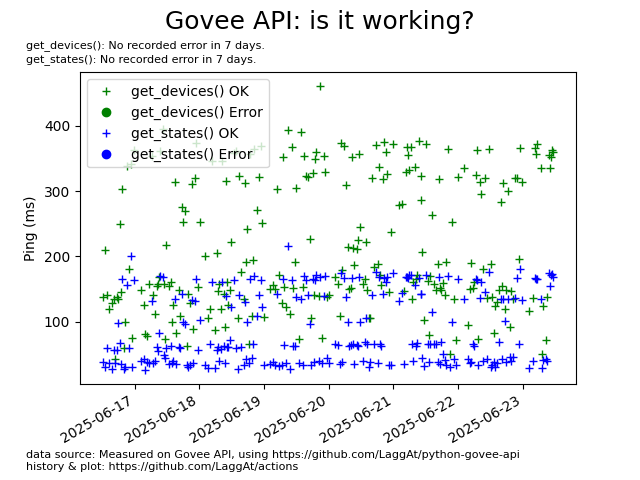 Govee API: is it working?
get_devices(): No recorded error in 7 days.
get_states(): No recorded error in 7 days.
get_devices() OK
get_devices() Error
get_states() OK
get_states() Error
Ping (ms)
400
300
200
100
2025-06-17
2025-06-18
2025-06-19
2025-06-20
2025-06-21
2025-06-22
2025-06-23
data source: Measured on Govee API, using https://github.com/LaggAt/python-govee-api
history & plot: https://github.com/LaggAt/actions